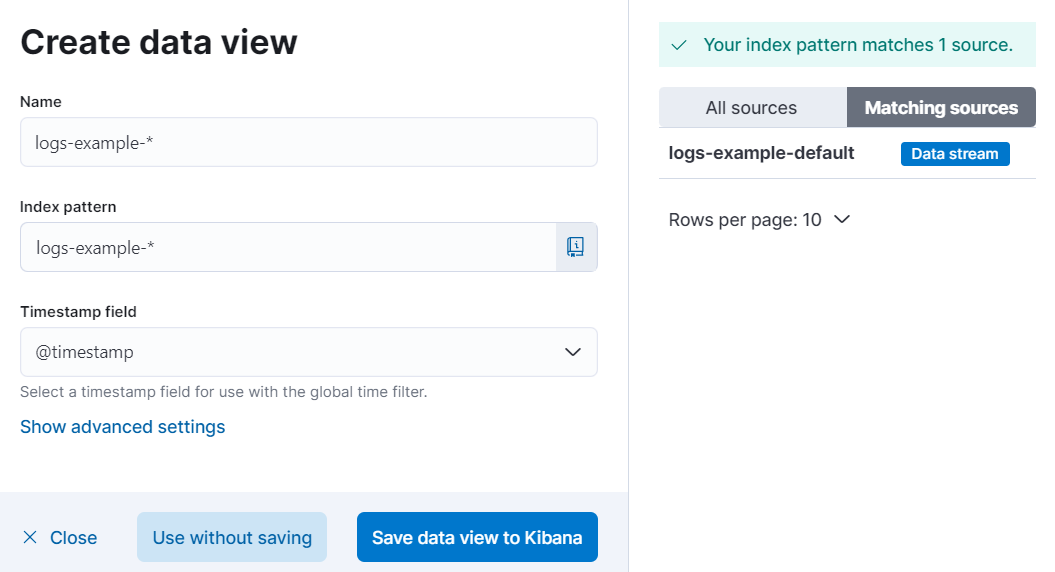 Create data view
Name
logs-example-*
Index pattern
logs-example-*
Timestamp field
@timestamp
Select a timestamp field for use with the global time filter.
Show advanced settings
Close
Use without saving
Save data view to Kibana
Your index pattern matches 1 source.
All sources
Matching sources
logs-example-default
Data stream
Rows per page: 10